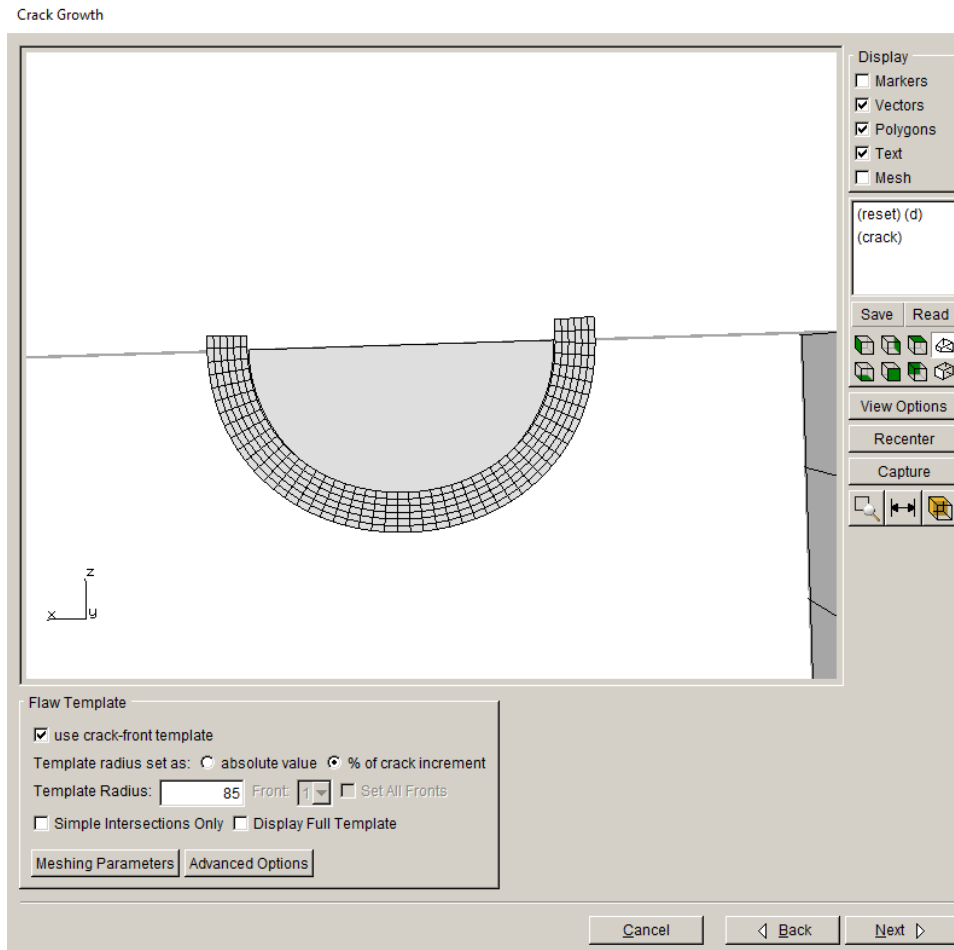 Crack Growth
Display
Markers
Vectors
Polygons
Text
Mesh
(reset) (d)
(crack)
Save Read
View Options
Recenter
Capture
z
x y
Flaw Template
use crack-front template
Template radius set as: absolute value % of crack increment
Template Radius: 85 Front: 1 Set All Fronts
Simple Intersections Only Display Full Template
Meshing Parameters Advanced Options
Cancel Back Next